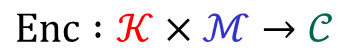 Enc : 𝒦 × ℳ → 𝒞